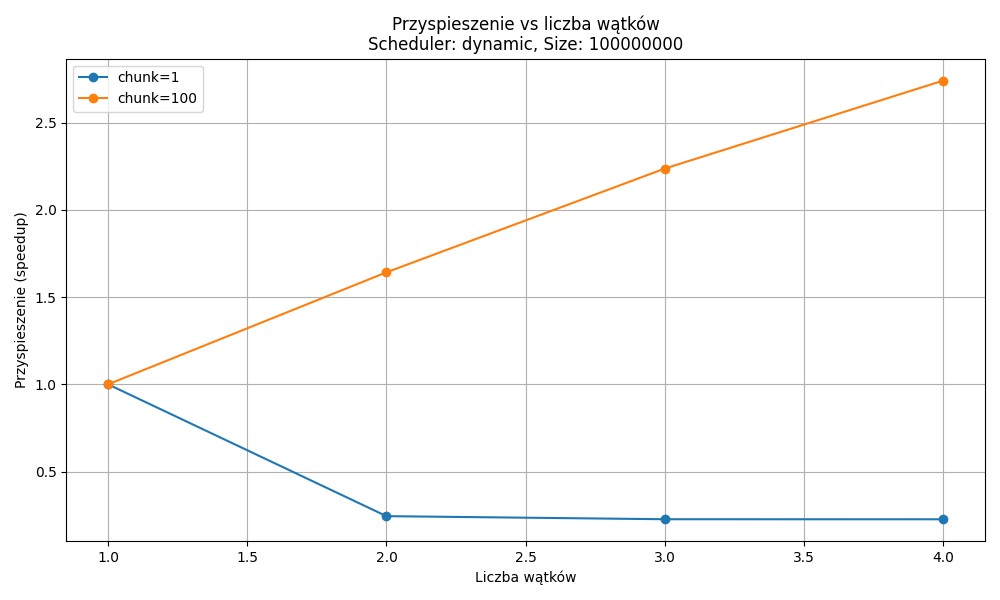 Przyspieszenie vs liczba wątków
Scheduler: dynamic, Size: 100000000
chunk=1
chunk=100
Przyspieszenie (speedup)
2.5
2.0
1.5
1.0
0.5
1.0 1.5 2.0 2.5 3.0 3.5 4.0
Liczba wątków